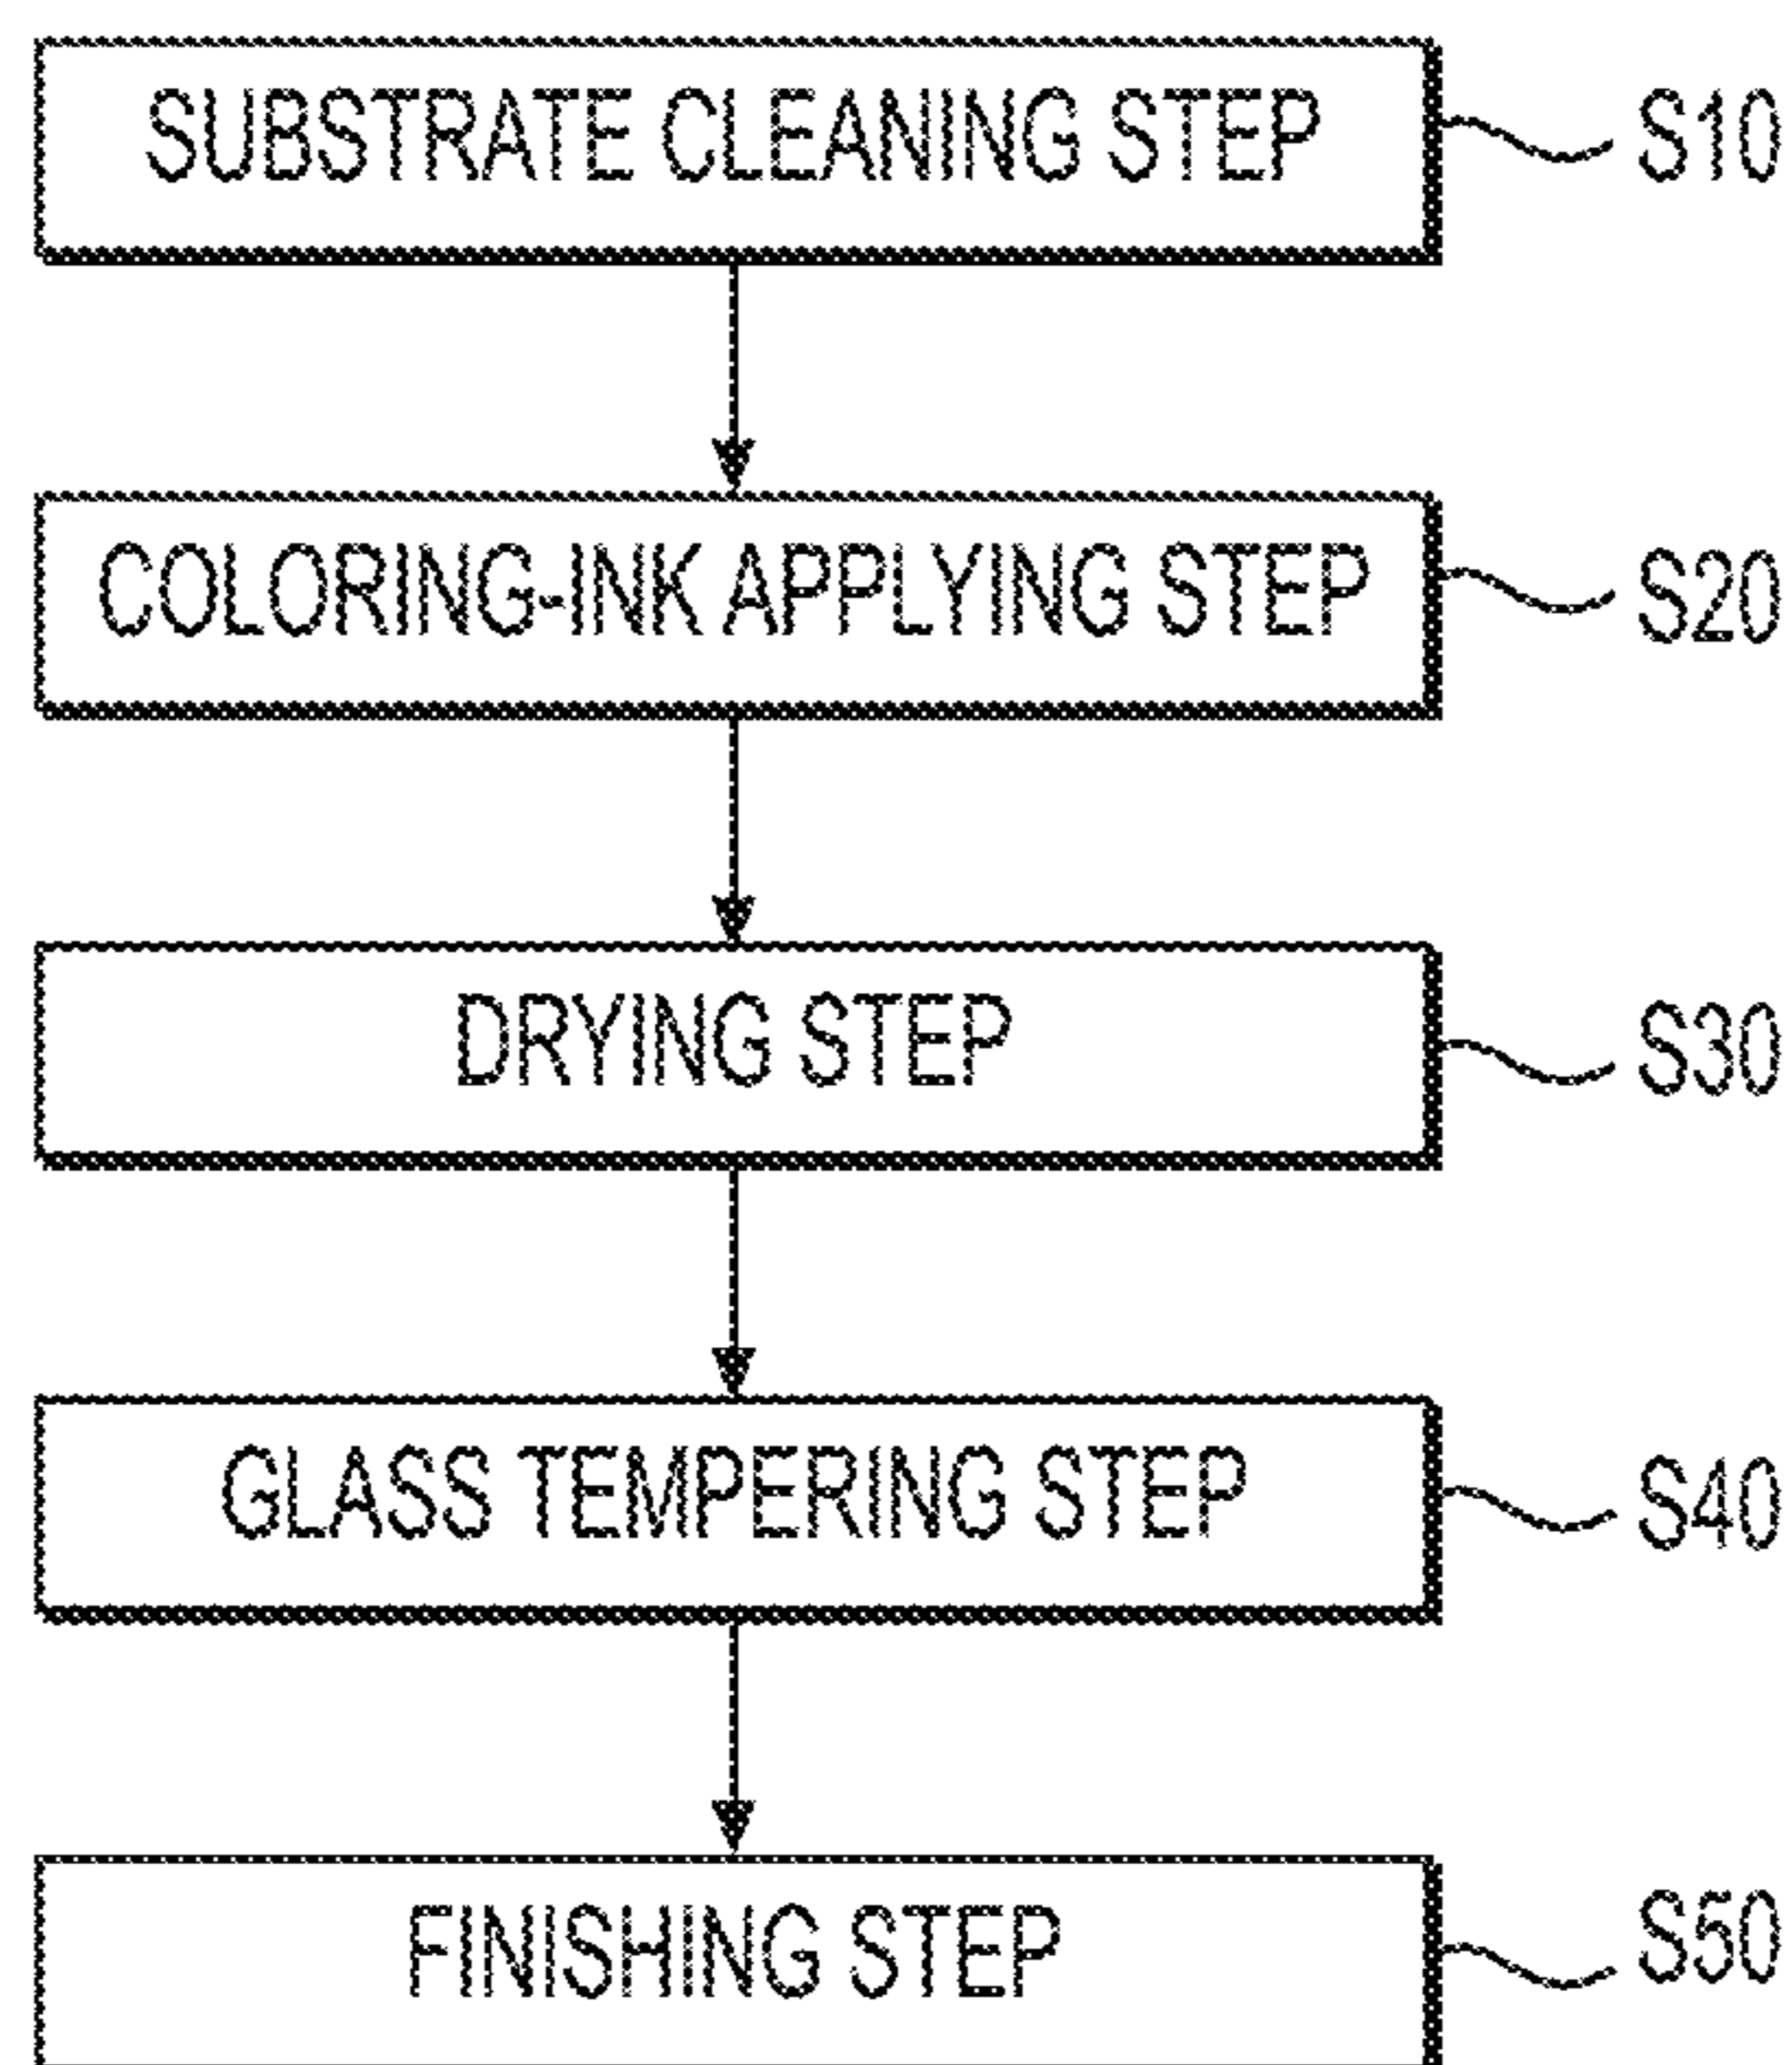 SUBSTRATE CLEANING STEP S10
COLORING-INK APPLYING STEP S20
DRYING STEP S30
GLASS TEMPERING STEP S40
FINISHING STEP S50